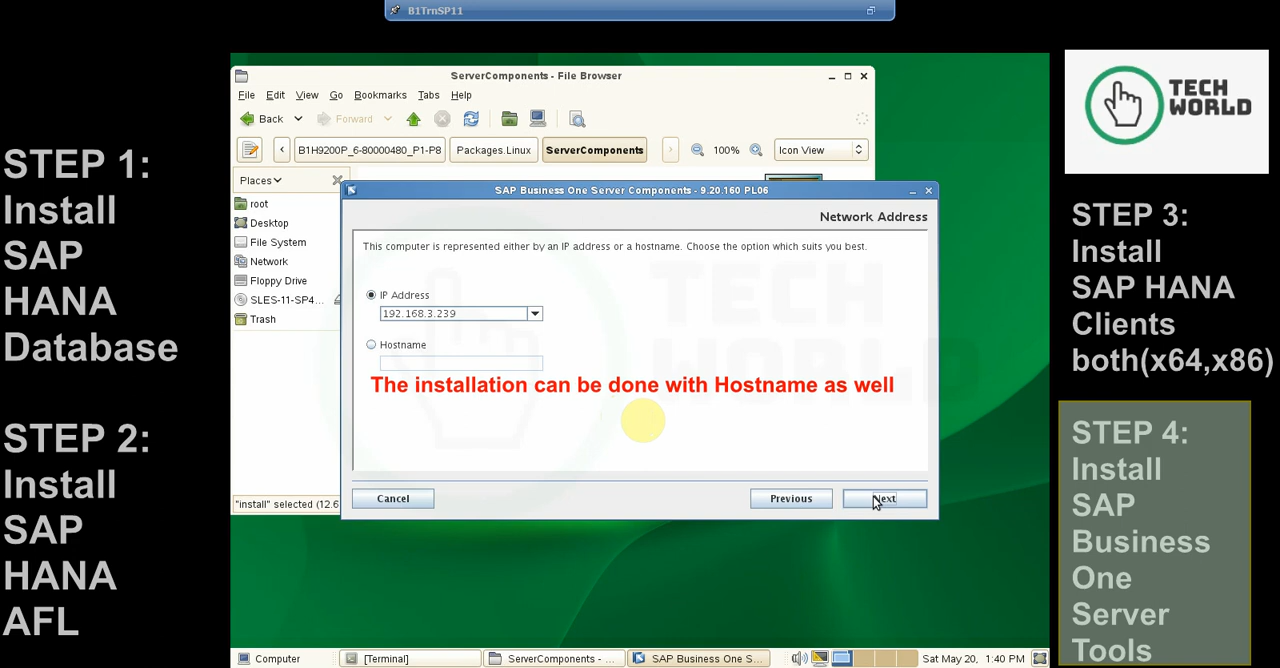 B1TrnSP11
STEP 1:
Install
SAP
HANA
Database
STEP 2:
Install
SAP
HANA
AFL
ServerComponents - File Browser
File Edit View Go Bookmarks Tabs Help
Back Forward
B1H9200P_6-80000480_P1-P8 Packages.Linux ServerComponents 100% Icon View
Places
root
Desktop
File System
Network
Floppy Drive
SLES-11-SP4...
Trash
"install" selected (12.6
SAP Business One Server Components - 9.20.160 PL06
Network Address
This computer is represented either by an IP address or a hostname. Choose the option which suits you best.
IP Address
192.168.3.239
Hostname
TECH
WORLD
The installation can be done with Hostname as well
Cancel Previous Next
Computer [Terminal] ServerComponents - ... SAP Business One S... Sat May 20, 1:40 PM
TECH
WORLD
STEP 3:
Install
SAP HANA
Clients
both(x64,x86)
STEP 4:
Install
SAP
Business
One
Server
Tools